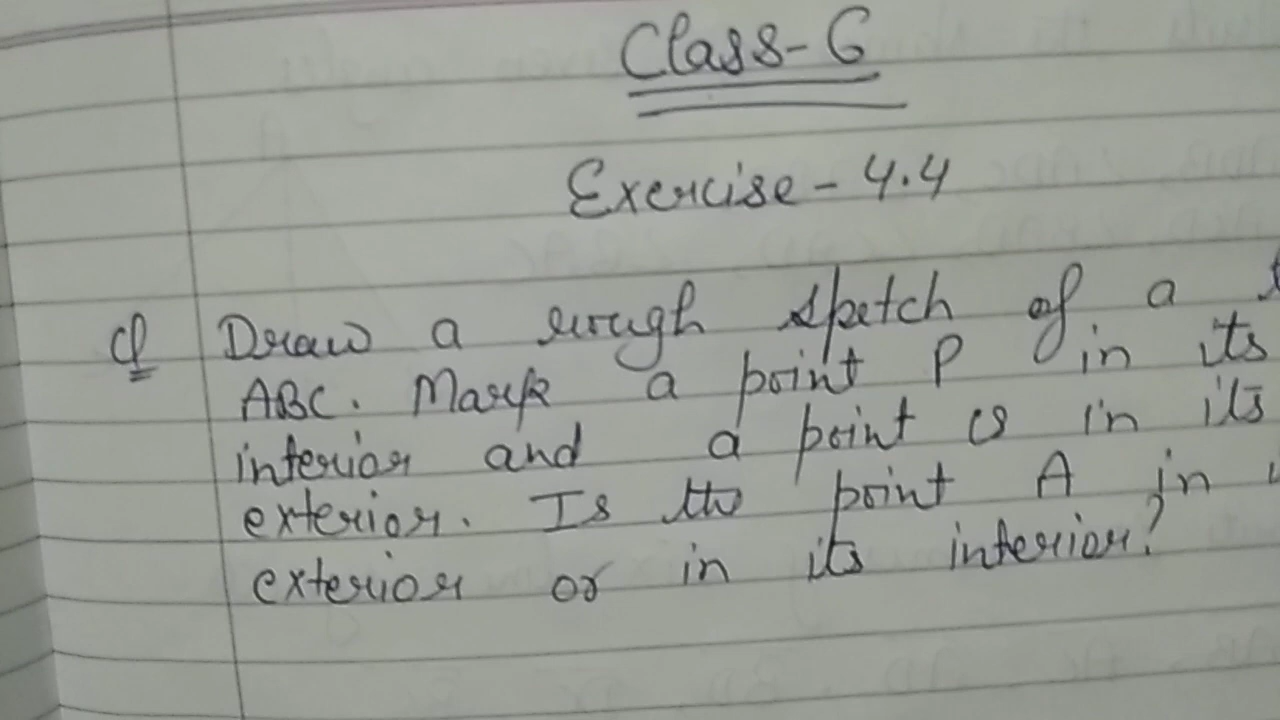 Class-6
Exercise - 4.4
Q Draw a rough sketch of a
ABC. Mark a point P in its
interior and a point Q in its
exterior. Is the point A in
exterior or in its interior?